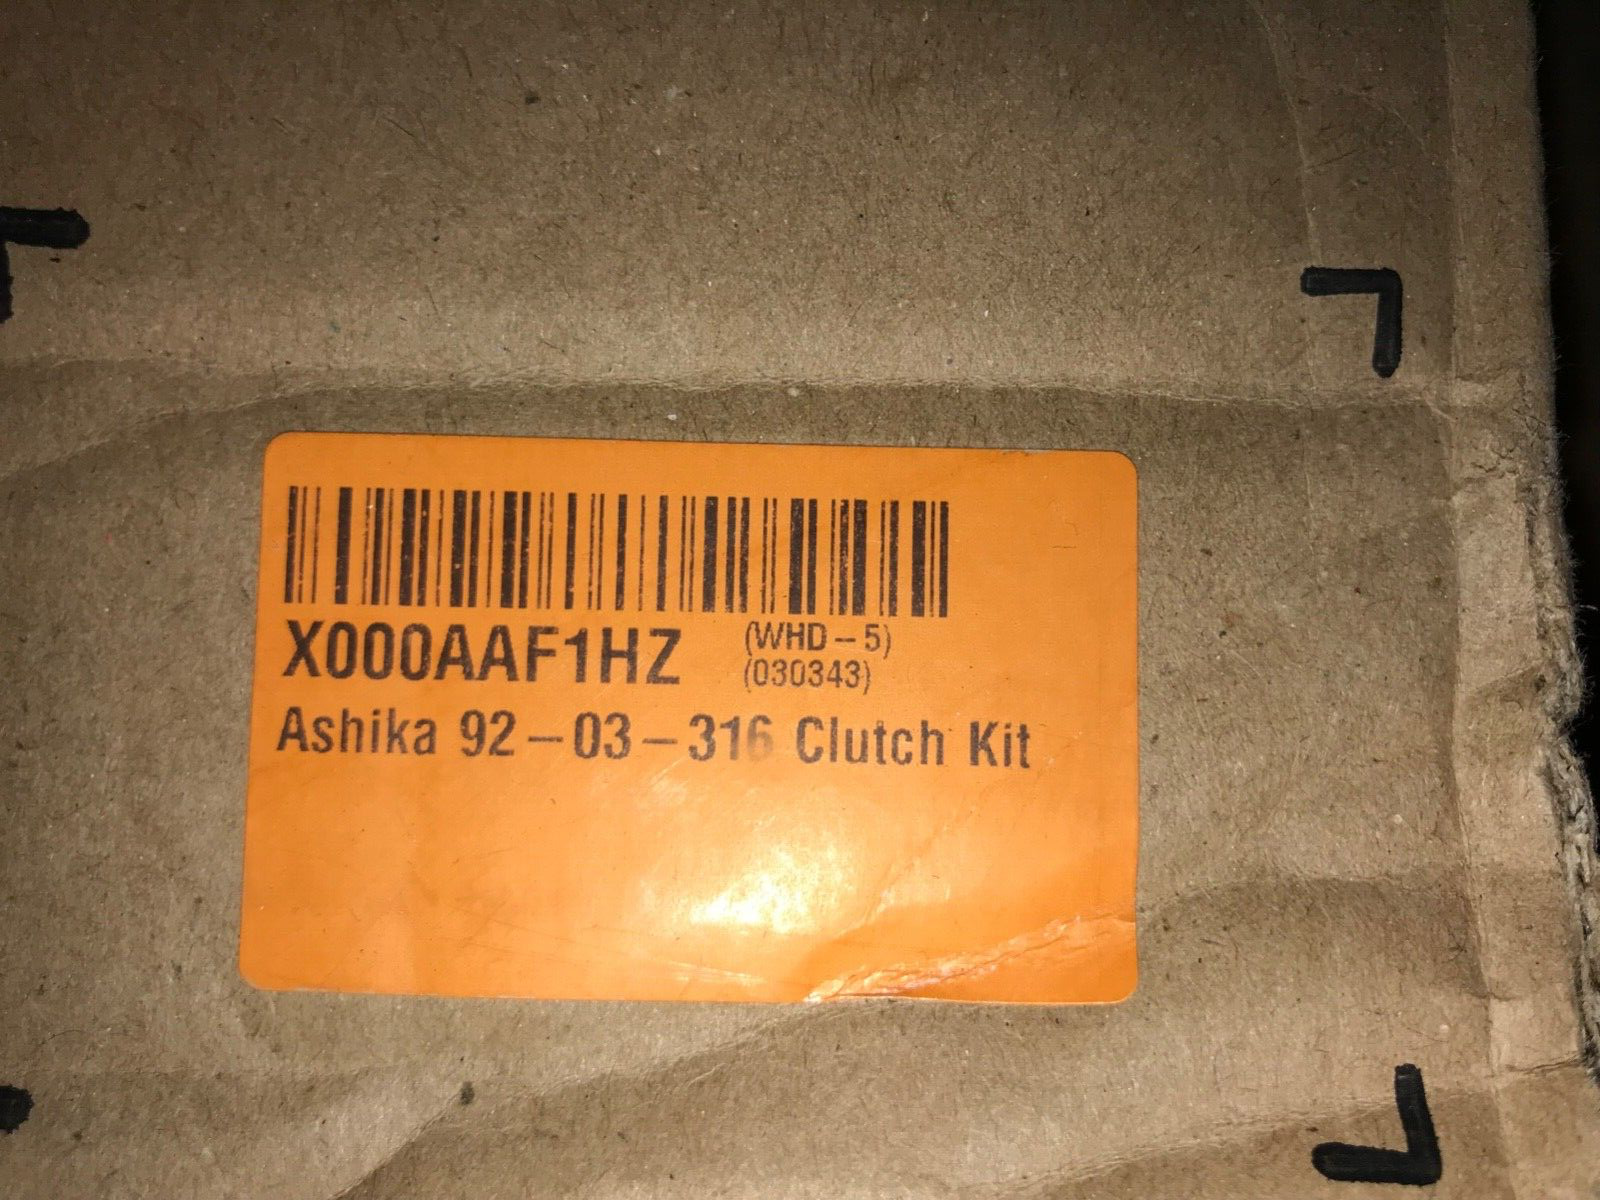 X000AAF1HZ (WHD-5)
(030343)
Ashika 92-03-316 Clutch Kit